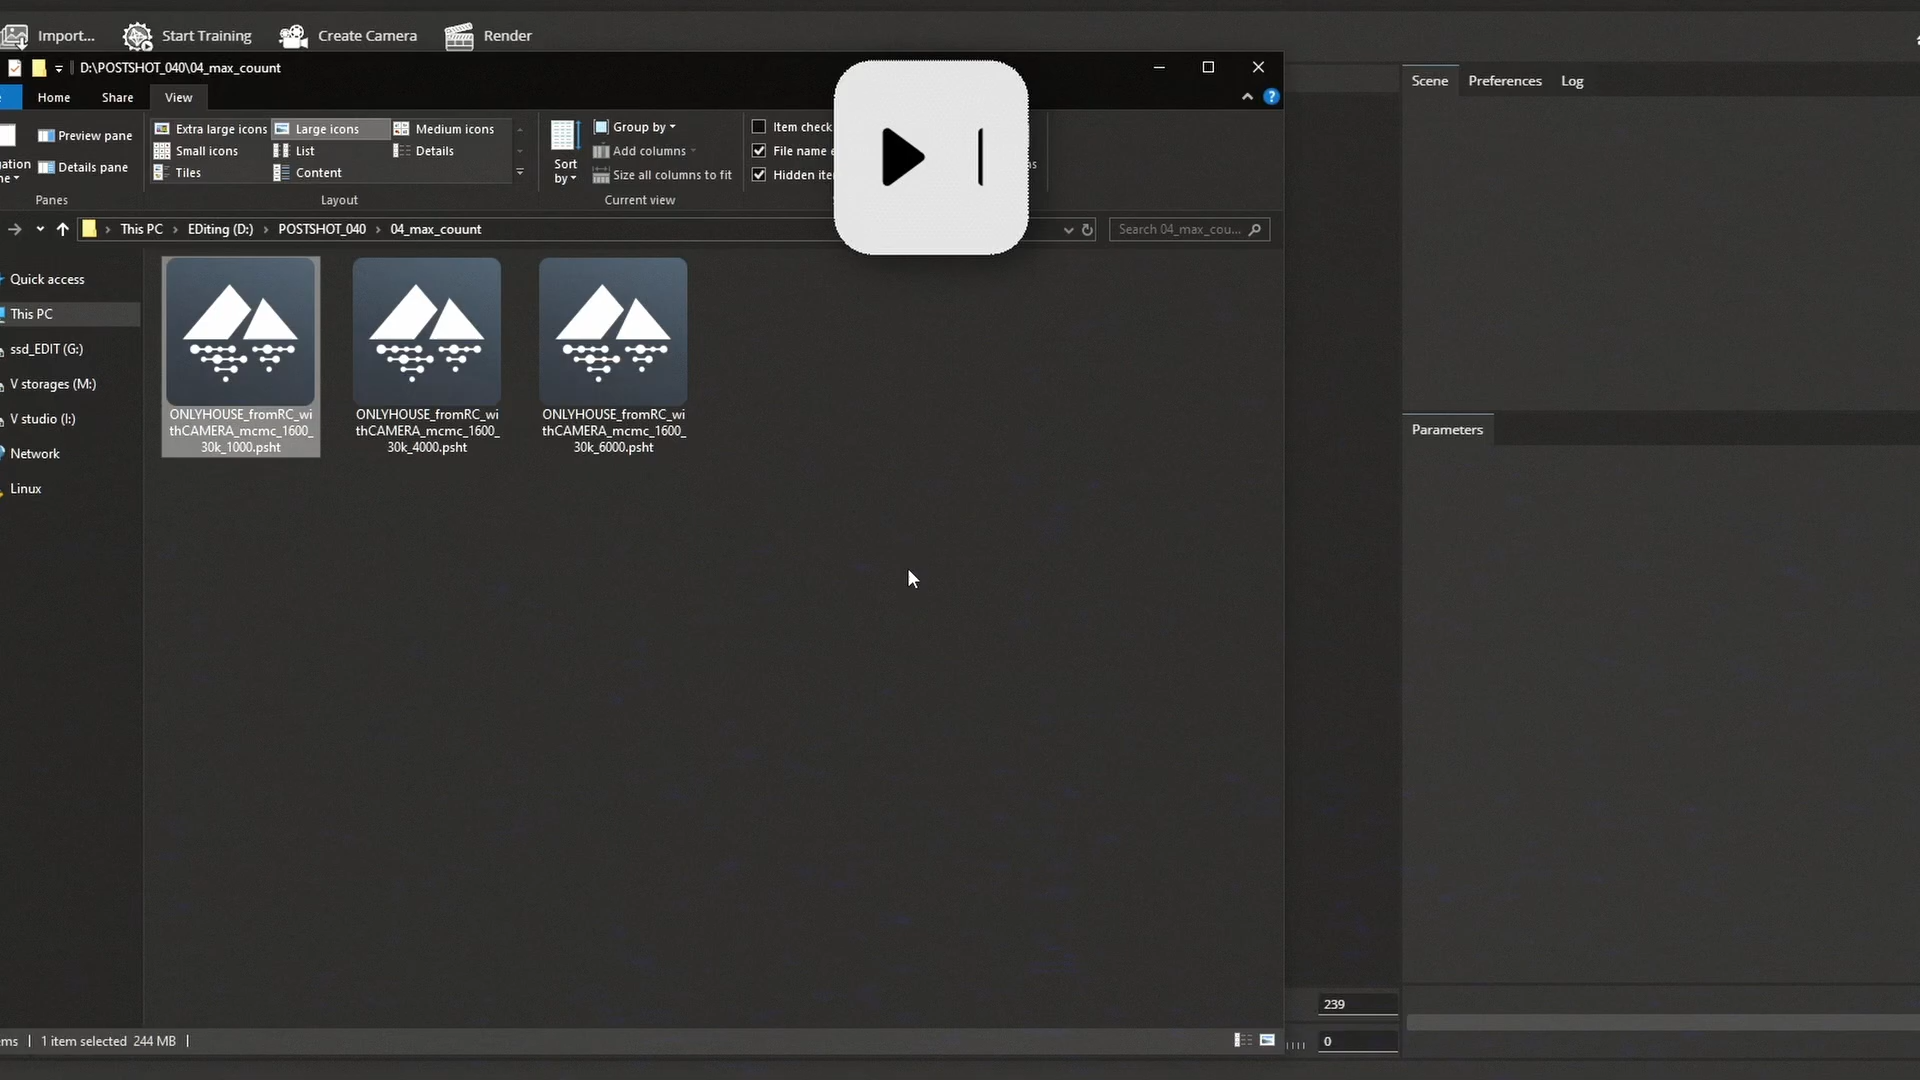 Import...
Start Training
Create Camera
Render
D:\POSTSHOT_040\04_max_couunt
Home
Share
View
Preview pane
Details pane
Panes
Extra large icons
Large icons
Medium icons
Small icons
List
Details
Tiles
Content
Layout
Sort
by
Group by
Add columns
Size all columns to fit
Current view
Item check
File name e
Hidden ite
This PC
EDiting (D:)
POSTSHOT_040
04_max_couunt
Search 04_max_cou...
Quick access
This PC
ssd_EDIT (G:)
V storages (M:)
V studio (I:)
Network
Linux
ONLYHOUSE_fromRC_wi
thCAMERA_mcmc_1600_
30k_1000.psht
ONLYHOUSE_fromRC_wi
thCAMERA_mcmc_1600_
30k_4000.psht
ONLYHOUSE_fromRC_wi
thCAMERA_mcmc_1600_
30k_6000.psht
1 item selected 244 MB
Scene
Preferences
Log
Parameters
239
0